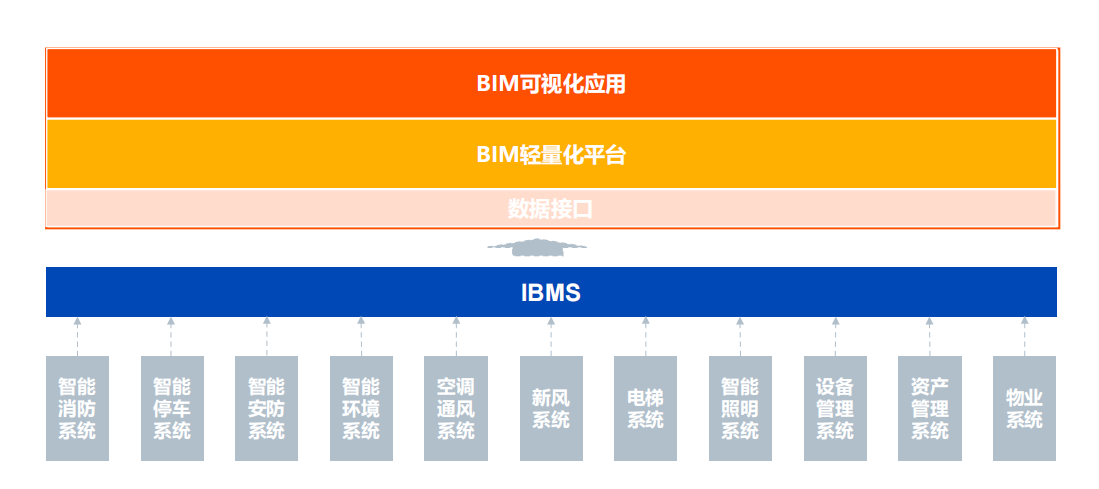 BIM可视化应用
BIM轻量化平台
数据接口
IBMS
智能
消防
系统
智能
停车
系统
智能
安防
系统
智能
环境
系统
空调
通风
系统
新风
系统
电梯
系统
智能
照明
系统
设备
管理
系统
资产
管理
系统
物业
系统